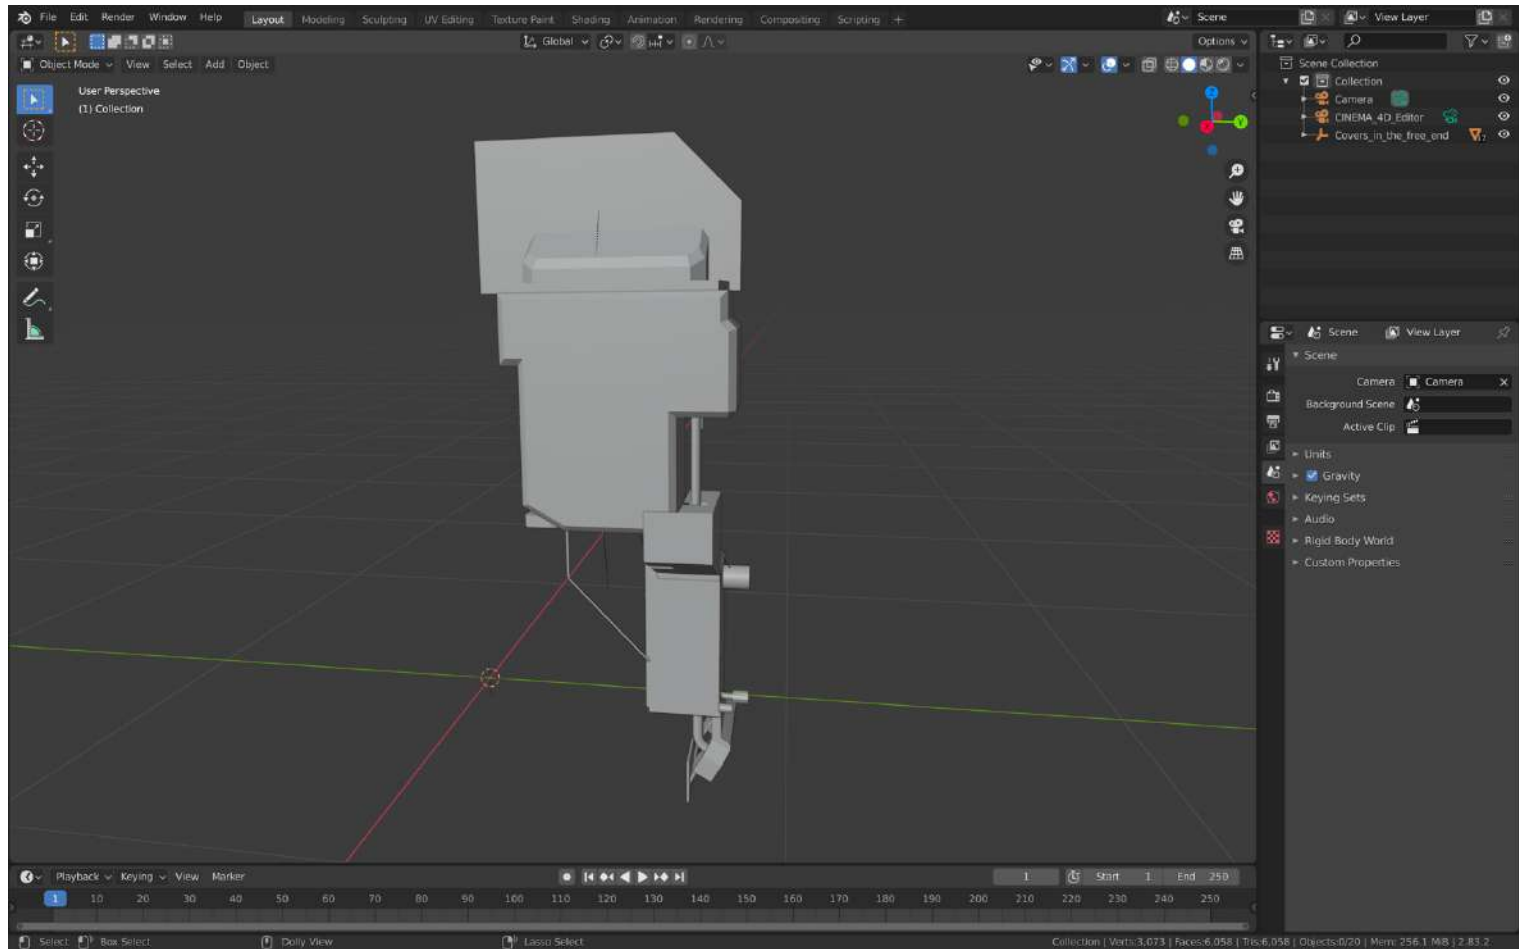 File Edit Render Window Help Layout Modeling Sculpting UV Editing Texture Paint Shading Animation Rendering Compositing Scripting + Scene View Layer
Global Options
Object Mode View Select Add Object
User Perspective
(1) Collection
Z
Y
X
Scene Collection
Collection
Camera
CINEMA_4D_Editor
Covers_in_the_free_end 17
Scene View Layer
Scene
Camera Camera
Background Scene
Active Clip
Units
Gravity
Keying Sets
Audio
Rigid Body World
Custom Properties
Playback Keying View Marker 1 Start 1 End 250
1 10 20 30 40 50 60 70 80 90 100 110 120 130 140 150 160 170 180 190 200 210 220 230 240 250
Select Box Select Dolly View Lasso Select Collection | Verts:3,073 | Faces:6,058 | Tris:6,058 | Objects:0/20 | Mem: 256.1 MiB | 2.83.2